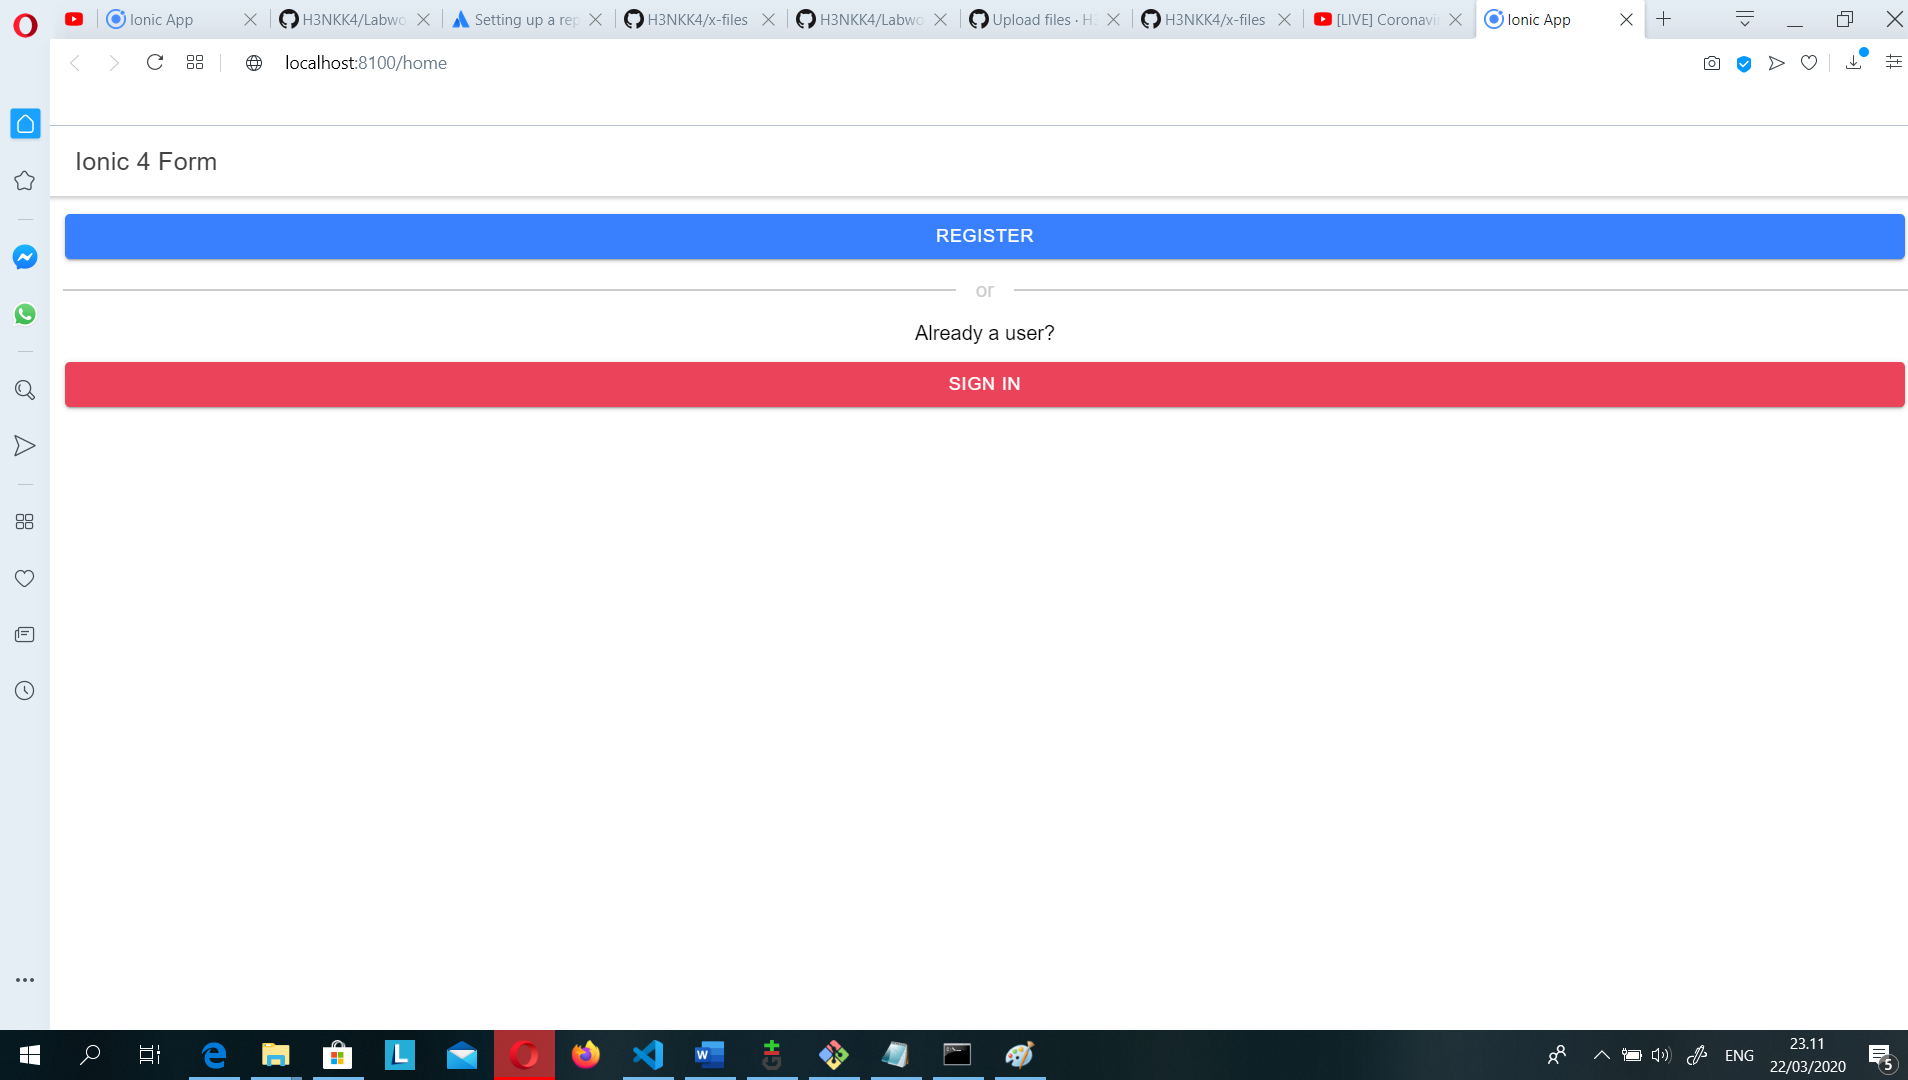 Ionic App
H3NKK4/Labwo
Setting up a rep
H3NKK4/x-files
H3NKK4/Labwo
Upload files · H3
H3NKK4/x-files
[LIVE] Coronavi
Ionic App
localhost:8100/home
Ionic 4 Form
REGISTER
or
Already a user?
SIGN IN
ENG
23.11
22/03/2020
5